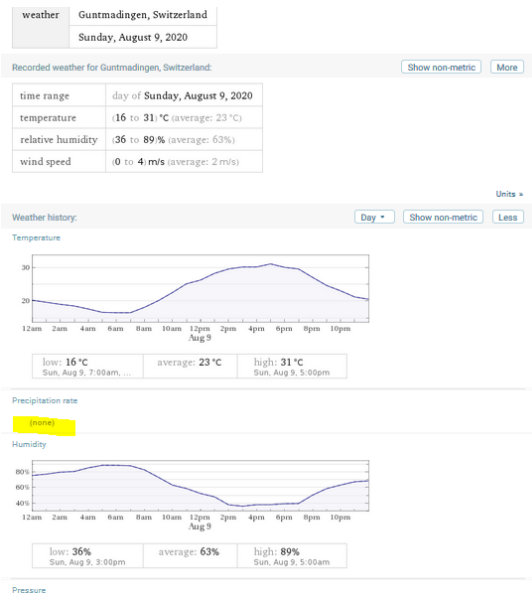 weather Guntmadingen, Switzerland
Sunday, August 9, 2020
Recorded weather for Guntmadingen, Switzerland: Show non-metric More
time range day of Sunday, August 9, 2020
temperature (16 to 31) °C (average: 23 °C)
relative humidity (36 to 89)% (average: 63%)
wind speed (0 to 4) m/s (average: 2 m/s)
Units »
Weather history: Day Show non-metric Less
Temperature
30
20
12am 2am 4am 6am 8am 10am 12pm 2pm 4pm 6pm 8pm 10pm
Aug 9
low: 16 °C average: 23 °C high: 31 °C
Sun, Aug 9, 7:00am, ... Sun, Aug 9, 5:00pm
Precipitation rate
(none)
Humidity
80%
60%
40%
12am 2am 4am 6am 8am 10am 12pm 2pm 4pm 6pm 8pm 10pm
Aug 9
low: 36% average: 63% high: 89%
Sun, Aug 9, 3:00pm Sun, Aug 9, 5:00am
Pressure